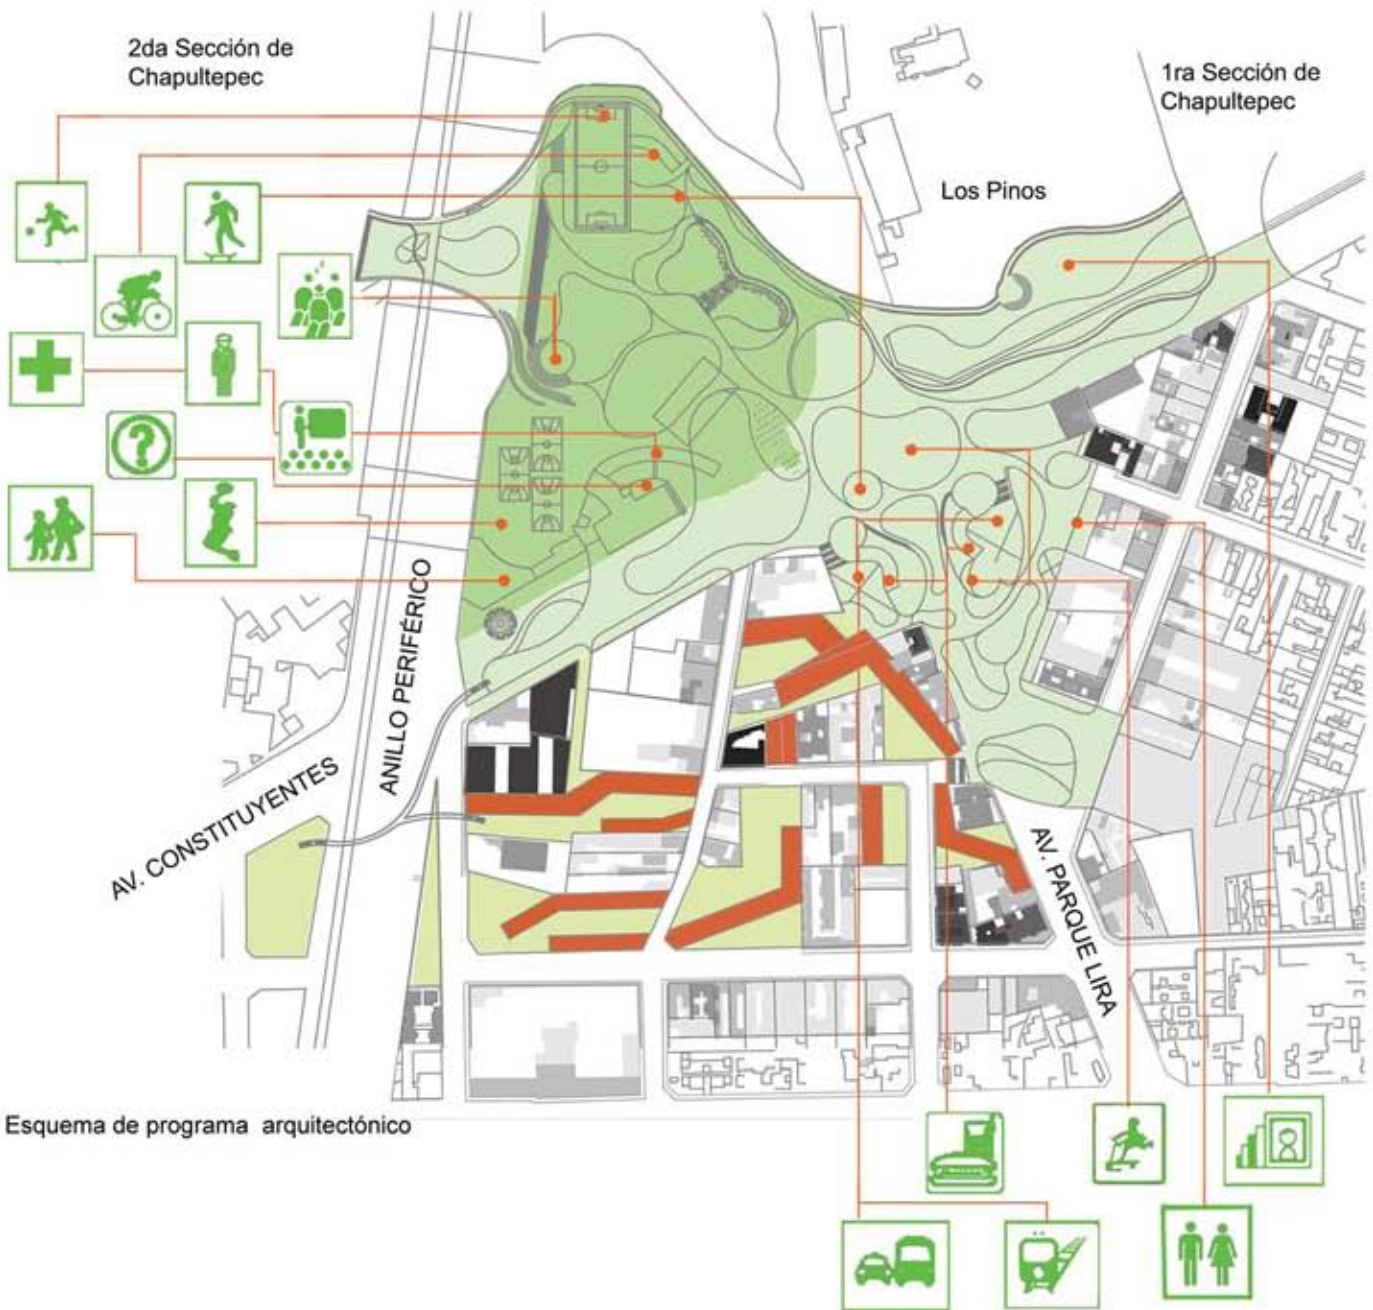 2da Sección de
Chapultepec
1ra Sección de
Chapultepec
Los Pinos
?
ANILLO PERIFÉRICO
AV. CONSTITUYENTES
AV. PARQUE LIRA
Esquema de programa arquitectónico